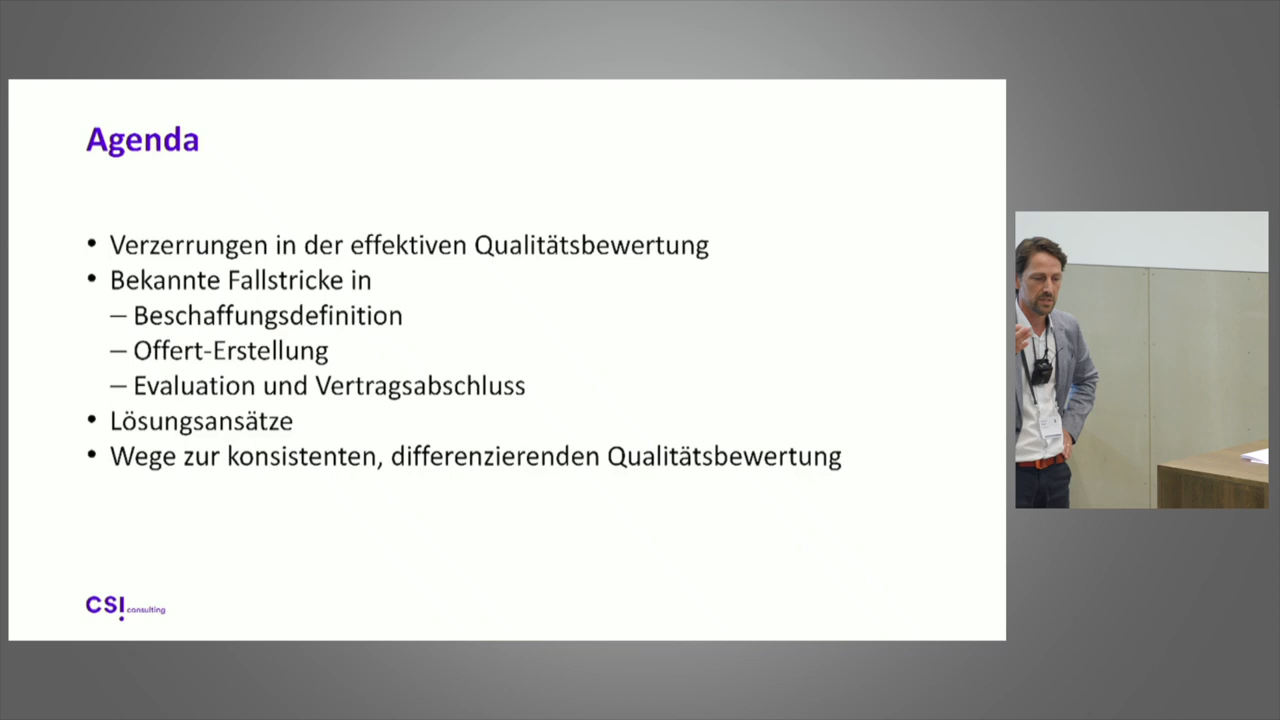 Agenda
• Verzerrungen in der effektiven Qualitätsbewertung
• Bekannte Fallstricke in
– Beschaffungsdefinition
– Offert-Erstellung
– Evaluation und Vertragsabschluss
• Lösungsansätze
• Wege zur konsistenten, differenzierenden Qualitätsbewertung
CSI consulting